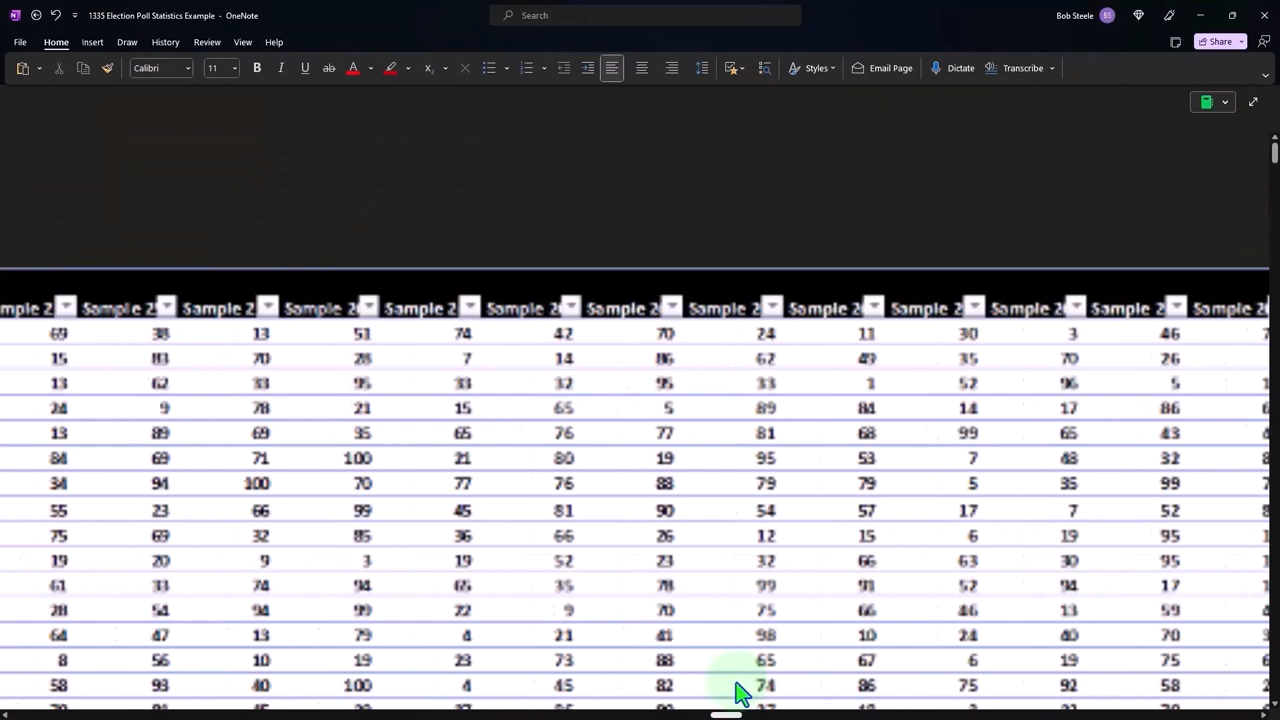 1335 Election Poll Statistics Example - OneNote
Search
Bob Steele BS
File Home Insert Draw History Review View Help
Share
Calibri 11 B I U ab A Styles Email Page Dictate Transcribe
mple 2 Sample 2 Sample 2 Sample 2 Sample 2 Sample 2 Sample 2 Sample 2 Sample 2 Sample 2 Sample 2 Sample 2 Sample 2
69 38 13 51 74 42 70 24 11 30 3 46
15 83 70 28 7 14 86 62 49 35 70 26
13 62 33 95 33 32 95 33 1 52 96 5
24 9 78 21 15 65 5 89 84 14 17 86
13 89 69 35 65 76 77 81 68 99 65 43
84 69 71 100 21 80 19 95 53 7 48 32
34 94 100 70 77 76 88 79 79 5 35 99
55 23 66 99 45 81 90 54 57 17 7 52
75 69 32 85 36 66 26 12 15 6 19 95
19 20 9 3 19 52 23 32 66 63 30 95
61 33 74 94 65 35 78 99 91 52 94 17
28 54 94 99 22 9 70 75 66 46 13 59
64 47 13 79 4 21 41 98 10 24 40 70
8 56 10 19 23 73 88 65 67 6 19 75
58 93 40 100 4 45 82 74 86 75 92 58